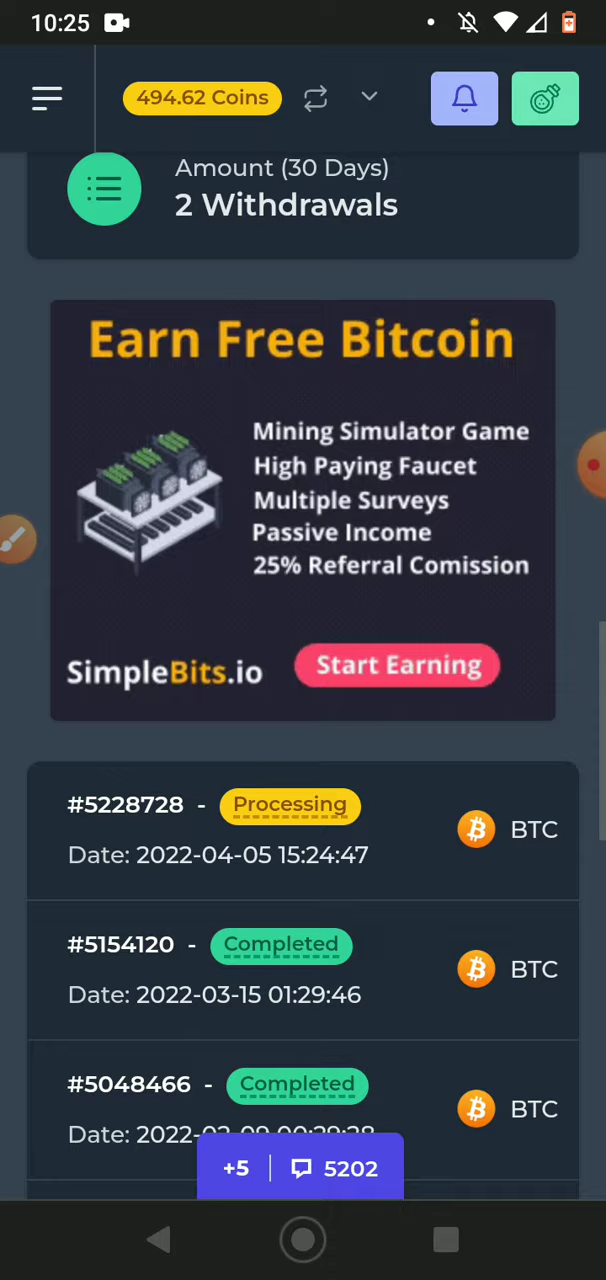 10:25
494.62 Coins
Amount (30 Days)
2 Withdrawals
Earn Free Bitcoin
Mining Simulator Game
High Paying Faucet
Multiple Surveys
Passive Income
25% Referral Comission
SimpleBits.io Start Earning
#5228728 - Processing
BTC
Date: 2022-04-05 15:24:47
#5154120 - Completed
BTC
Date: 2022-03-15 01:29:46
#5048466 - Completed
BTC
Date:
+5 5202